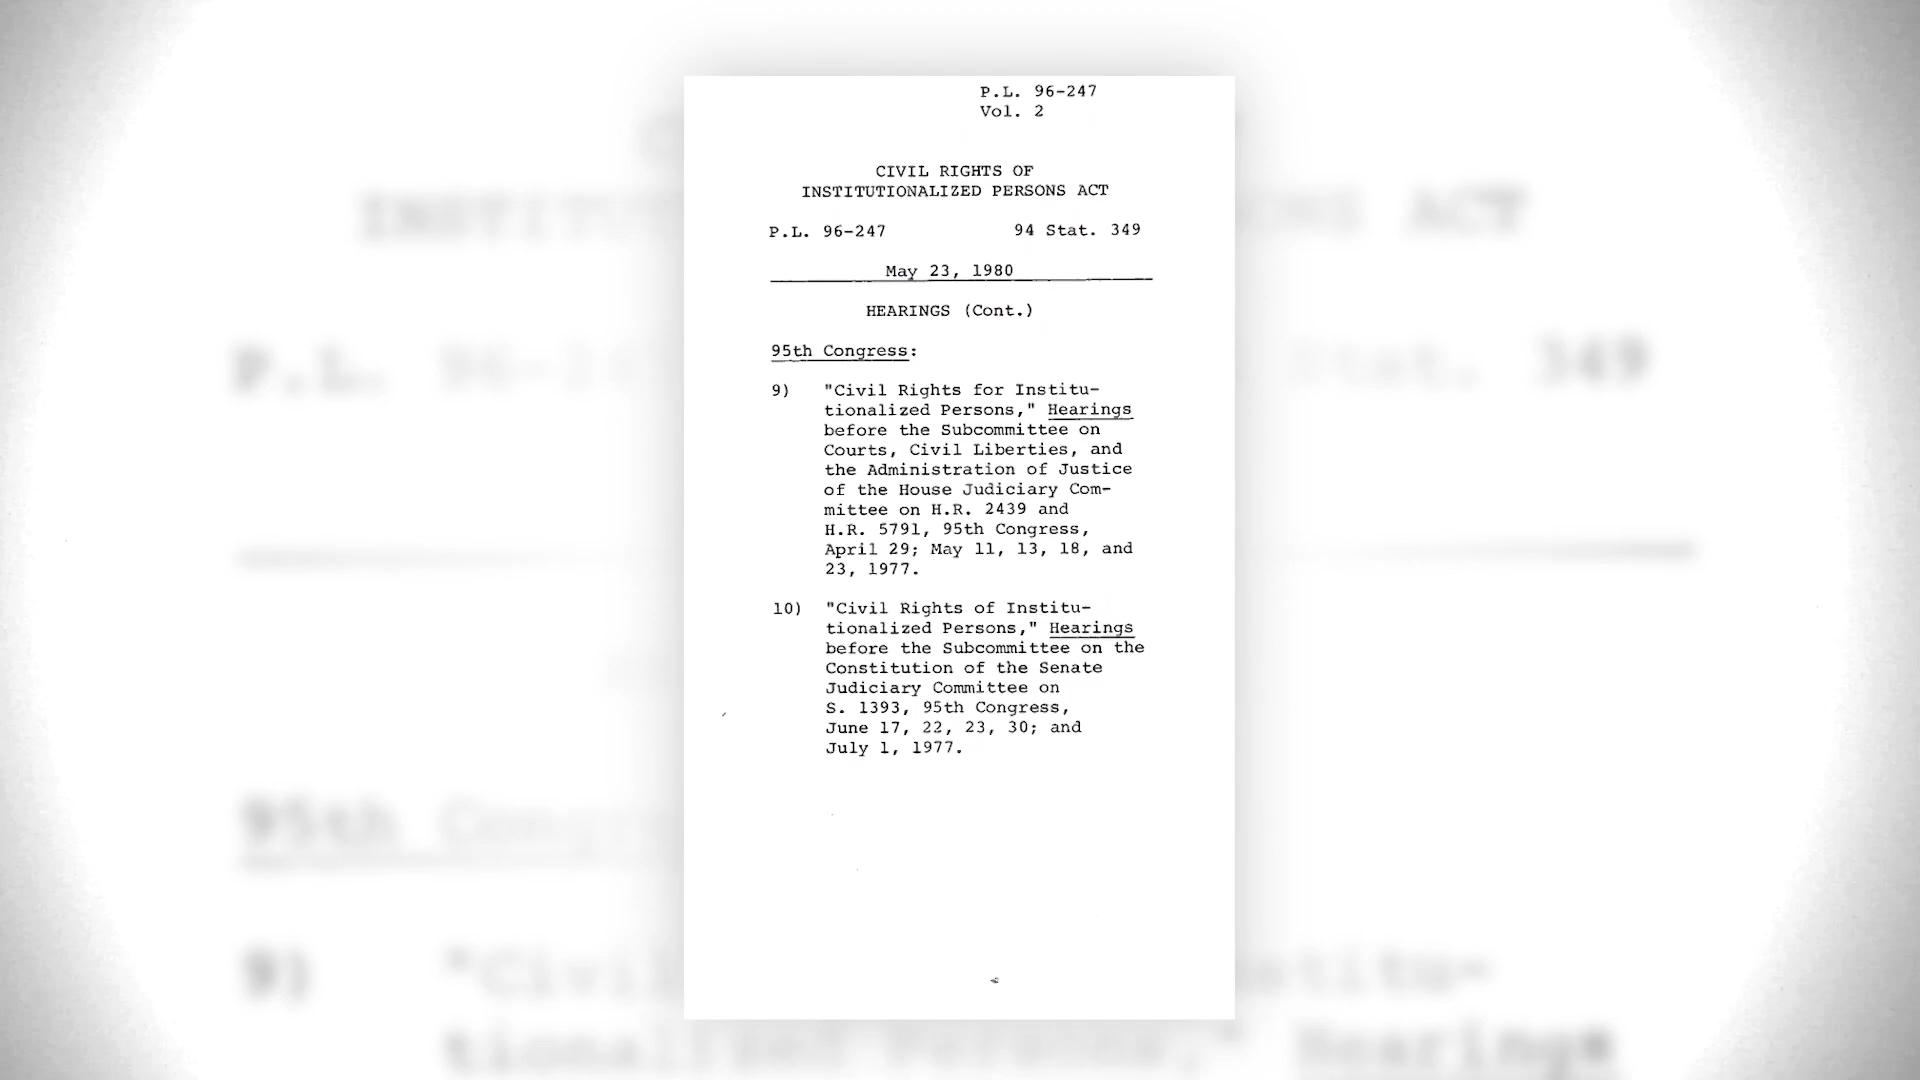 P.L. 96-247
Vol. 2
CIVIL RIGHTS OF
INSTITUTIONALIZED PERSONS ACT
P.L. 96-247 94 Stat. 349
May 23, 1980
HEARINGS (Cont.)
95th Congress:
9) "Civil Rights for Institu-
tionalized Persons," Hearings
before the Subcommittee on
Courts, Civil Liberties, and
the Administration of Justice
of the House Judiciary Com-
mittee on H.R. 2439 and
H.R. 5791, 95th Congress,
April 29; May 11, 13, 18, and
23, 1977.
10) "Civil Rights of Institu-
tionalized Persons," Hearings
before the Subcommittee on the
Constitution of the Senate
Judiciary Committee on
S. 1393, 95th Congress,
June 17, 22, 23, 30; and
July 1, 1977.